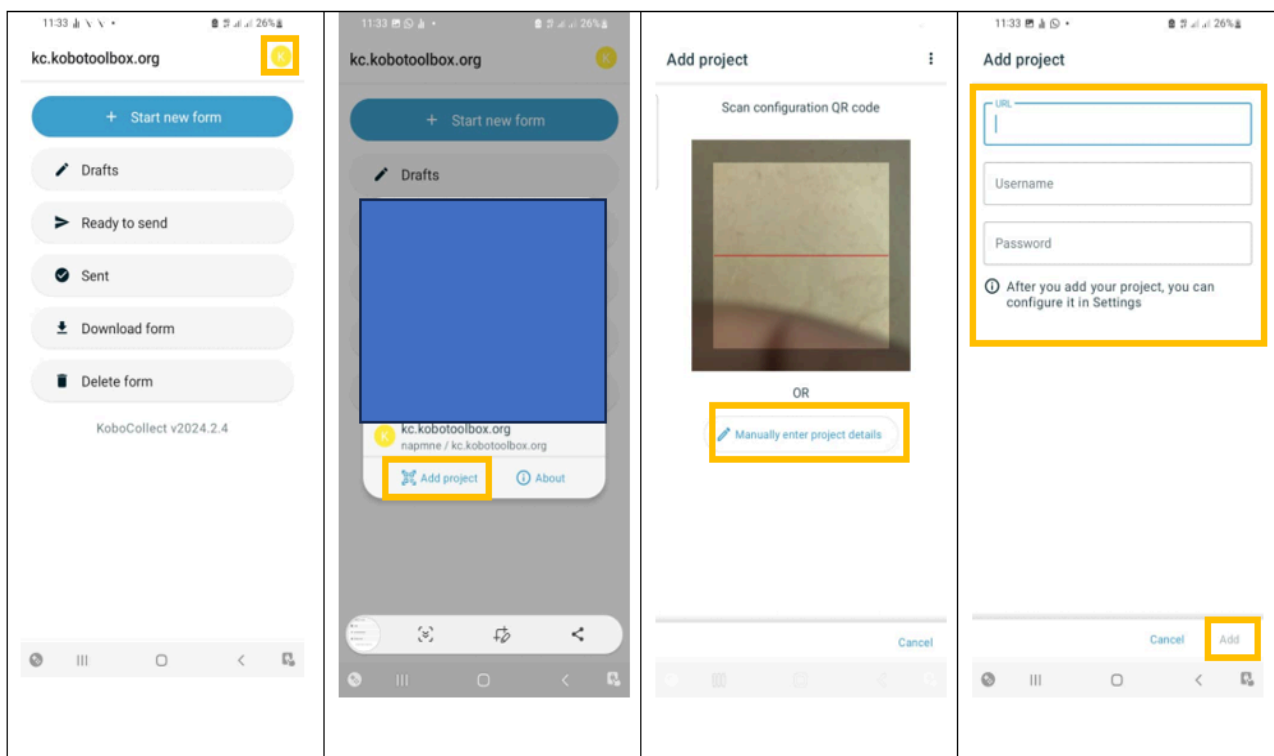 11:33
26%
kc.kobotoolbox.org
K
+ Start new form
Drafts
Ready to send
Sent
Download form
Delete form
KoboCollect v2024.2.4
11:33
26%
kc.kobotoolbox.org
K
+ Start new form
Drafts
K
kc.kobotoolbox.org
napmne / kc.kobotoolbox.org
Add project
About
Add project
Scan configuration QR code
OR
Manually enter project details
Cancel
11:33
26%
Add project
URL
Username
Password
After you add your project, you can
configure it in Settings
Cancel
Add